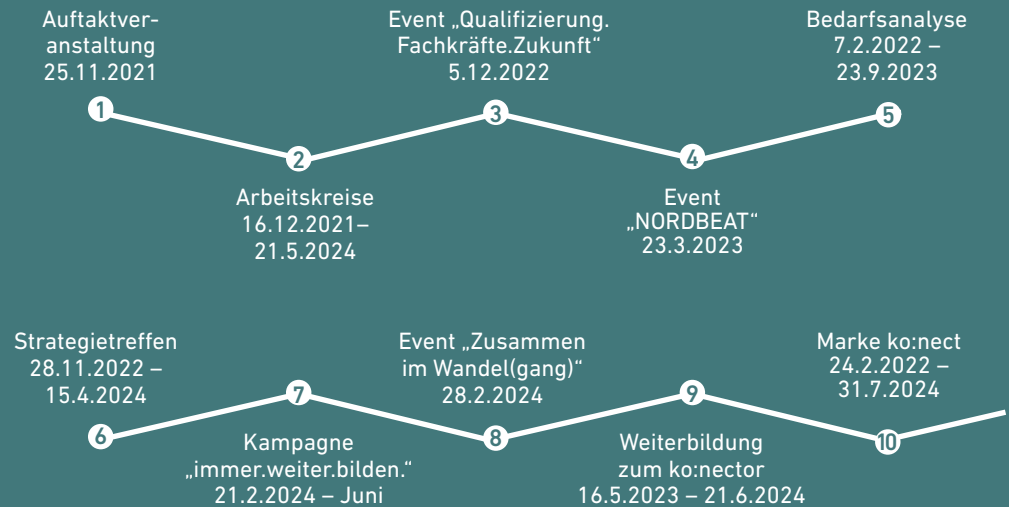 Auftaktver-
anstaltung
25.11.2021
1
2
Arbeitskreise
16.12.2021–
21.5.2024
Event „Qualifizierung.
Fachkräfte.Zukunft“
5.12.2022
3
4
Event
„NORDBEAT“
23.3.2023
Bedarfsanalyse
7.2.2022 –
23.9.2023
5
Strategietreffen
28.11.2022 –
15.4.2024
6
7
Kampagne
„immer.weiter.bilden.“
21.2.2024 – Juni
Event „Zusammen
im Wandel(gang)“
28.2.2024
8
9
Weiterbildung
zum ko:nector
16.5.2023 – 21.6.2024
Marke ko:nect
24.2.2022 –
31.7.2024
10